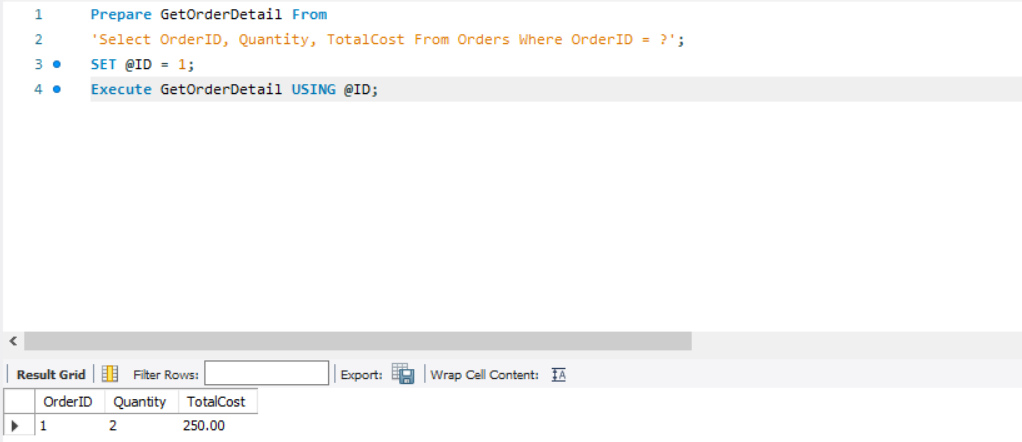 1 Prepare GetOrderDetail From
2 'Select OrderID, Quantity, TotalCost From Orders Where OrderID = ?';
3 SET @ID = 1;
4 Execute GetOrderDetail USING @ID;
Result Grid Filter Rows: Export: Wrap Cell Content: IA
OrderID Quantity TotalCost
1 2 250.00